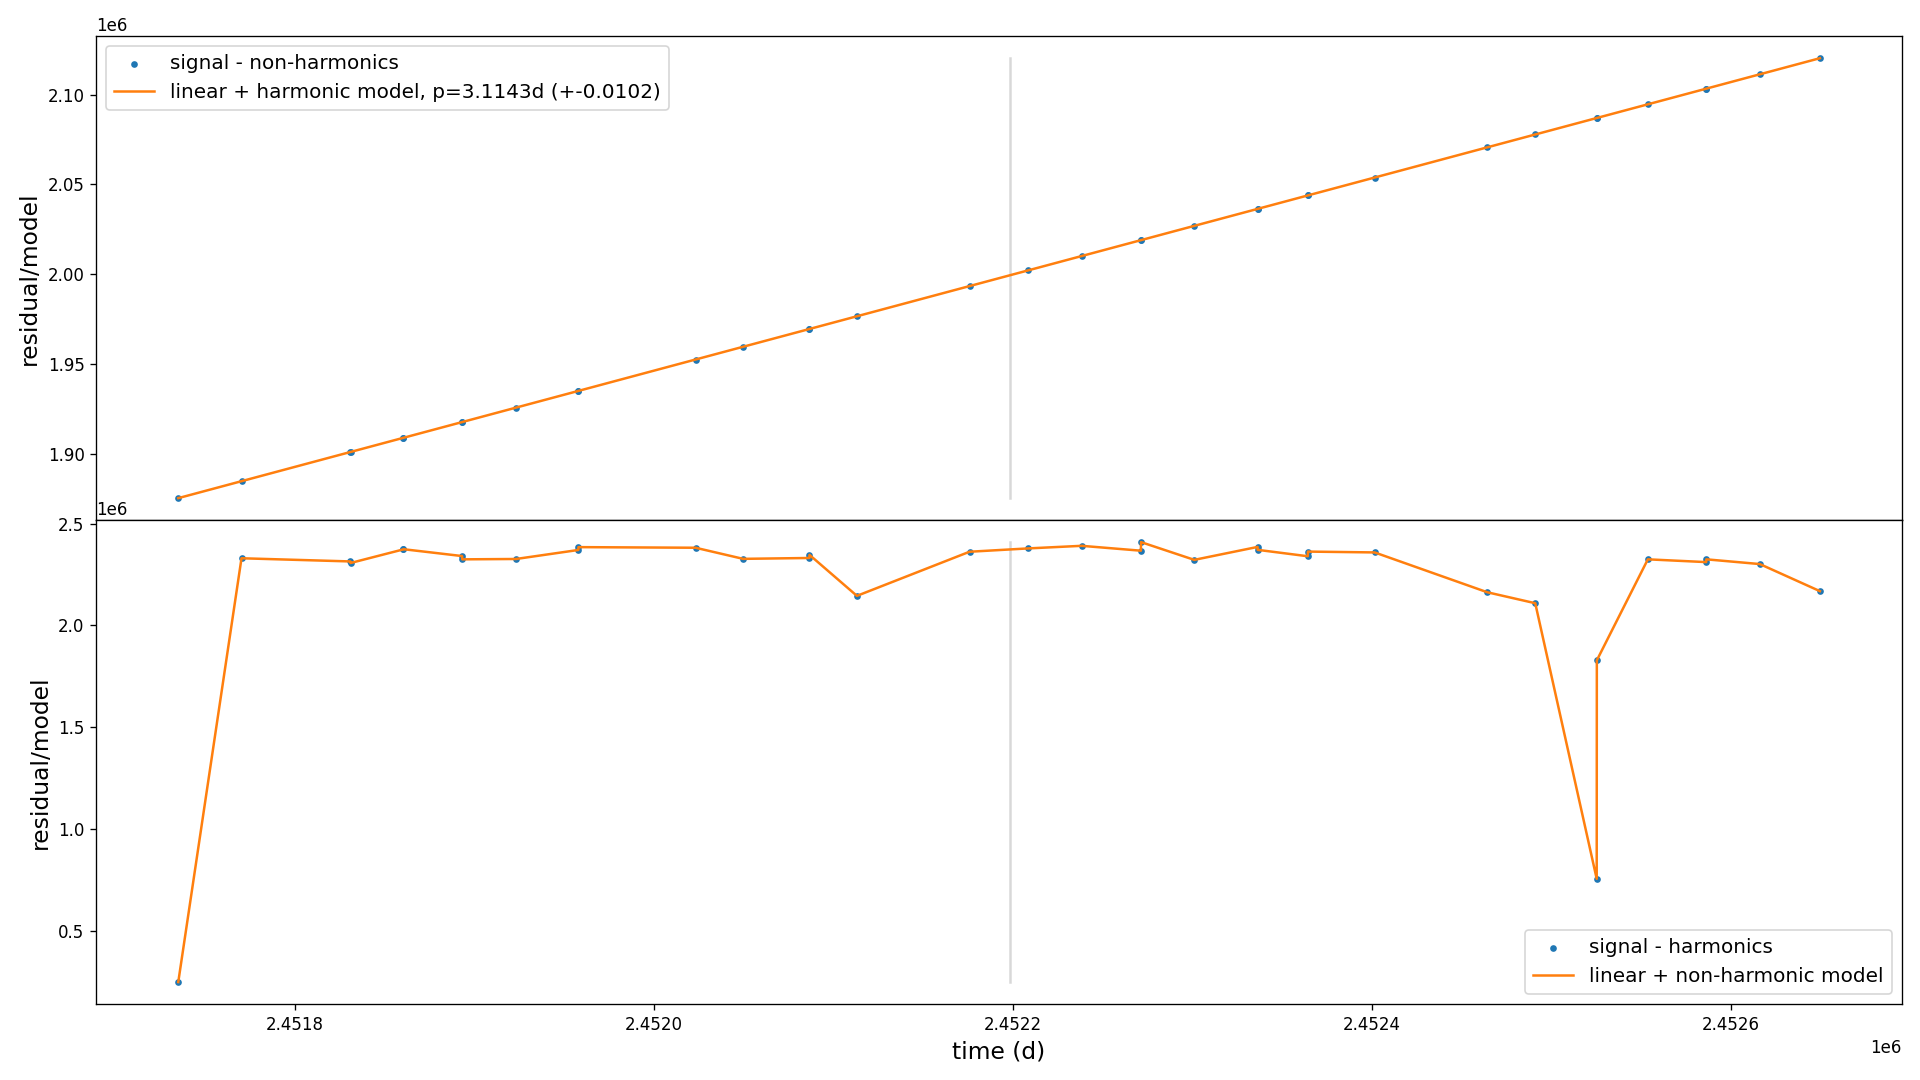 1e6
signal - non-harmonics
linear + harmonic model, p=3.1143d (+-0.0102)
2.10
2.05
2.00
1.95
1.90
residual/model
1e6
2.5
2.0
1.5
1.0
0.5
residual/model
signal - harmonics
linear + non-harmonic model
2.4518
2.4520
2.4522
2.4524
2.4526
time (d)
1e6